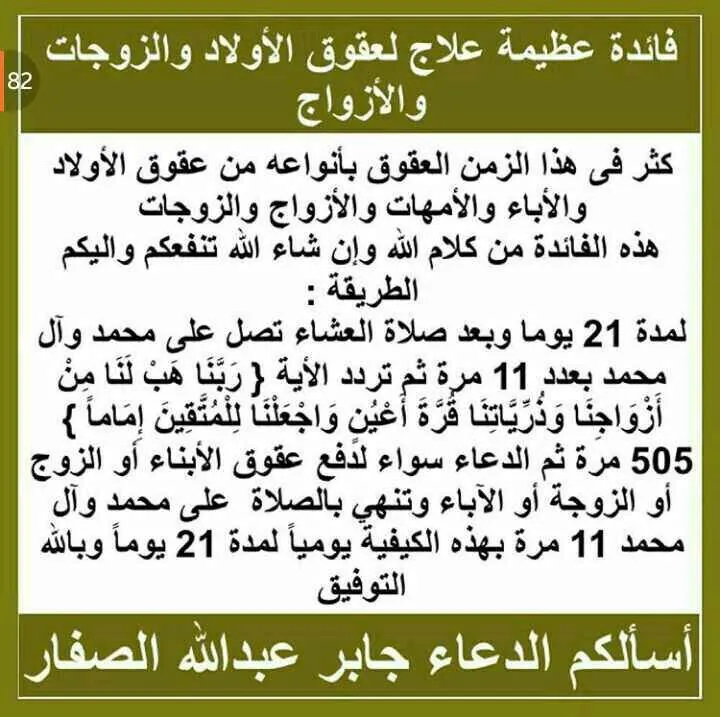 فائدة عظيمة علاج لعقوق الأولاد والزوجات
والأزواج
82
كثر فى هذا الزمن العقوق بأنواعه من عقوق الأولاد
والأباء والأمهات والأزواج والزوجات
هذه الفائدة من كلام الله وإن شاء الله تنفعكم واليكم
الطريقة :
لمدة 21 يوما وبعد صلاة العشاء تصل على محمد وآل
محمد بعدد 11 مرة ثم تردد الأية { رَبَّنَا هَبْ لَنَا مِنْ
أَزْوَاجِنَا وَذُرِّيَّاتِنَا قُرَّةَ أَعْيُنٍ وَاجْعَلْنَا لِلْمُتَّقِينَ إِمَاماً }
505 مرة ثم الدعاء سواء لدفع عقوق الأبناء أو الزوج
أو الزوجة أو الآباء وتنهي بالصلاة على محمد وآل
محمد 11 مرة بهذه الكيفية يومياً لمدة 21 يوماً وبالله
التوفيق
أسألكم الدعاء جابر عبدالله الصفار